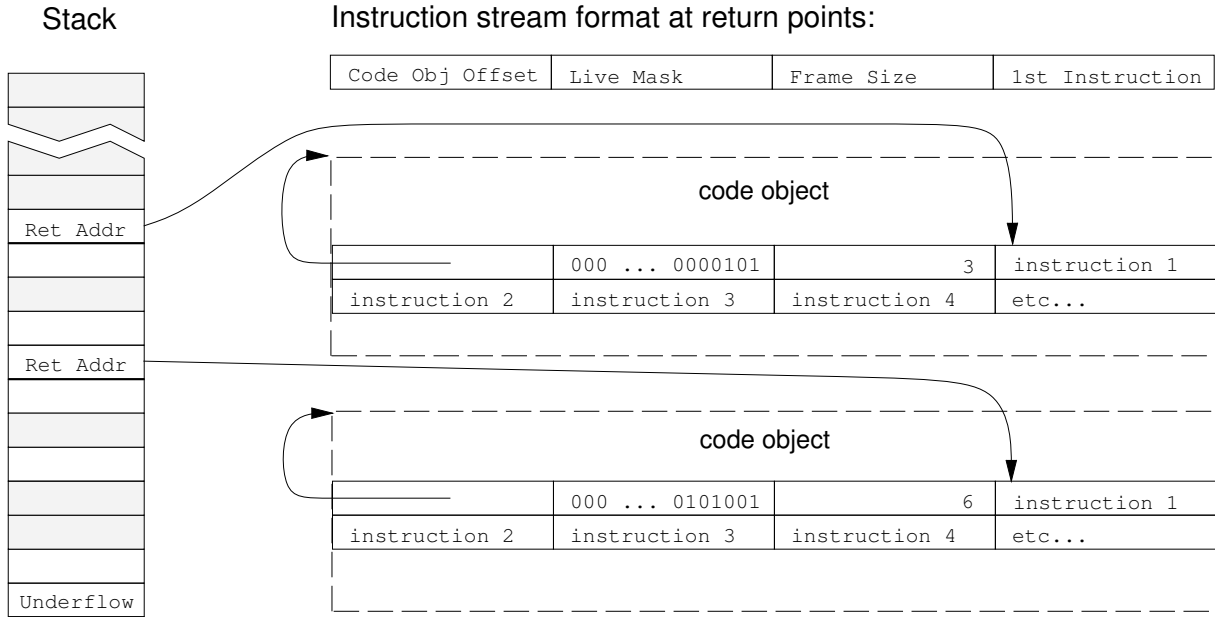 Stack
Instruction stream format at return points:
Code Obj Offset Live Mask Frame Size 1st Instruction
code object
Ret Addr
000 ... 0000101 3 instruction 1
instruction 2 instruction 3 instruction 4 etc...
Ret Addr
code object
000 ... 0101001 6 instruction 1
instruction 2 instruction 3 instruction 4 etc...
Underflow